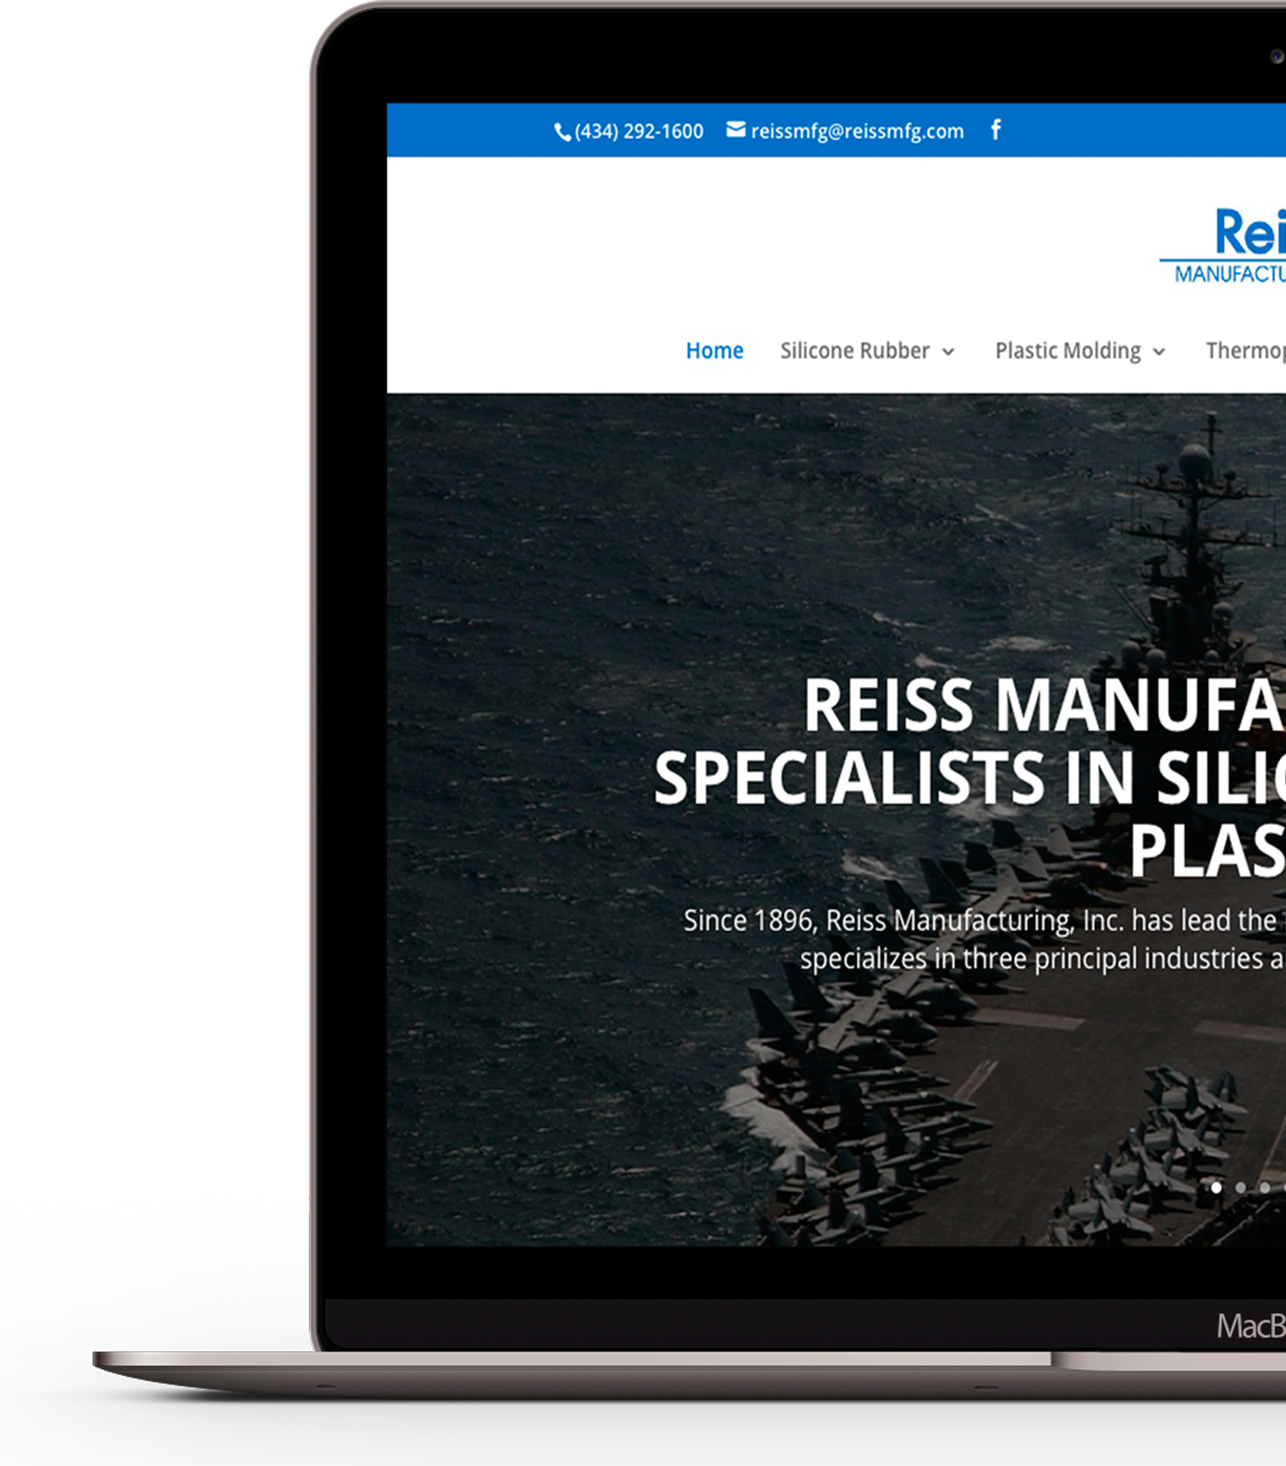 (434) 292-1600 reissmfg@reissmfg.com f
Rei
MANUFACTU
Home Silicone Rubber Plastic Molding Thermop
REISS MANUFA
SPECIALISTS IN SILIC
PLAS
Since 1896, Reiss Manufacturing, Inc. has lead the
specializes in three principal industries a
MacB